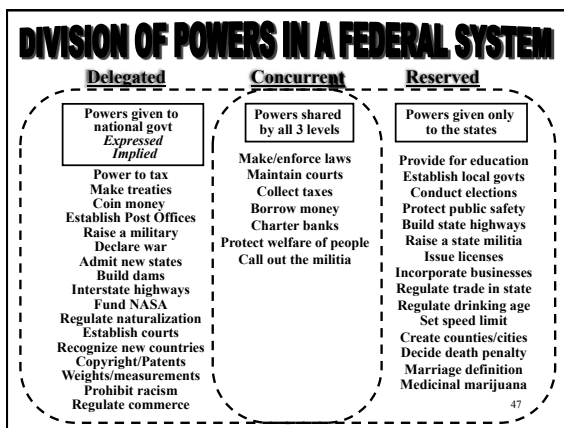 DIVISION OF POWERS IN A FEDERAL SYSTEM
Delegated
Powers given to
national govt
Expressed
Implied
Power to tax
Make treaties
Coin money
Establish Post Offices
Raise a military
Declare war
Admit new states
Build dams
Interstate highways
Fund NASA
Regulate naturalization
Establish courts
Recognize new countries
Copyright/Patents
Weights/measurements
Prohibit racism
Regulate commerce
Concurrent
Powers shared
by all 3 levels
Make/enforce laws
Maintain courts
Collect taxes
Borrow money
Charter banks
Protect welfare of people
Call out the militia
Reserved
Powers given only
to the states
Provide for education
Establish local govts
Conduct elections
Protect public safety
Build state highways
Raise a state militia
Issue licenses
Incorporate businesses
Regulate trade in state
Regulate drinking age
Set speed limit
Create counties/cities
Decide death penalty
Marriage definition
Medicinal marijuana
47